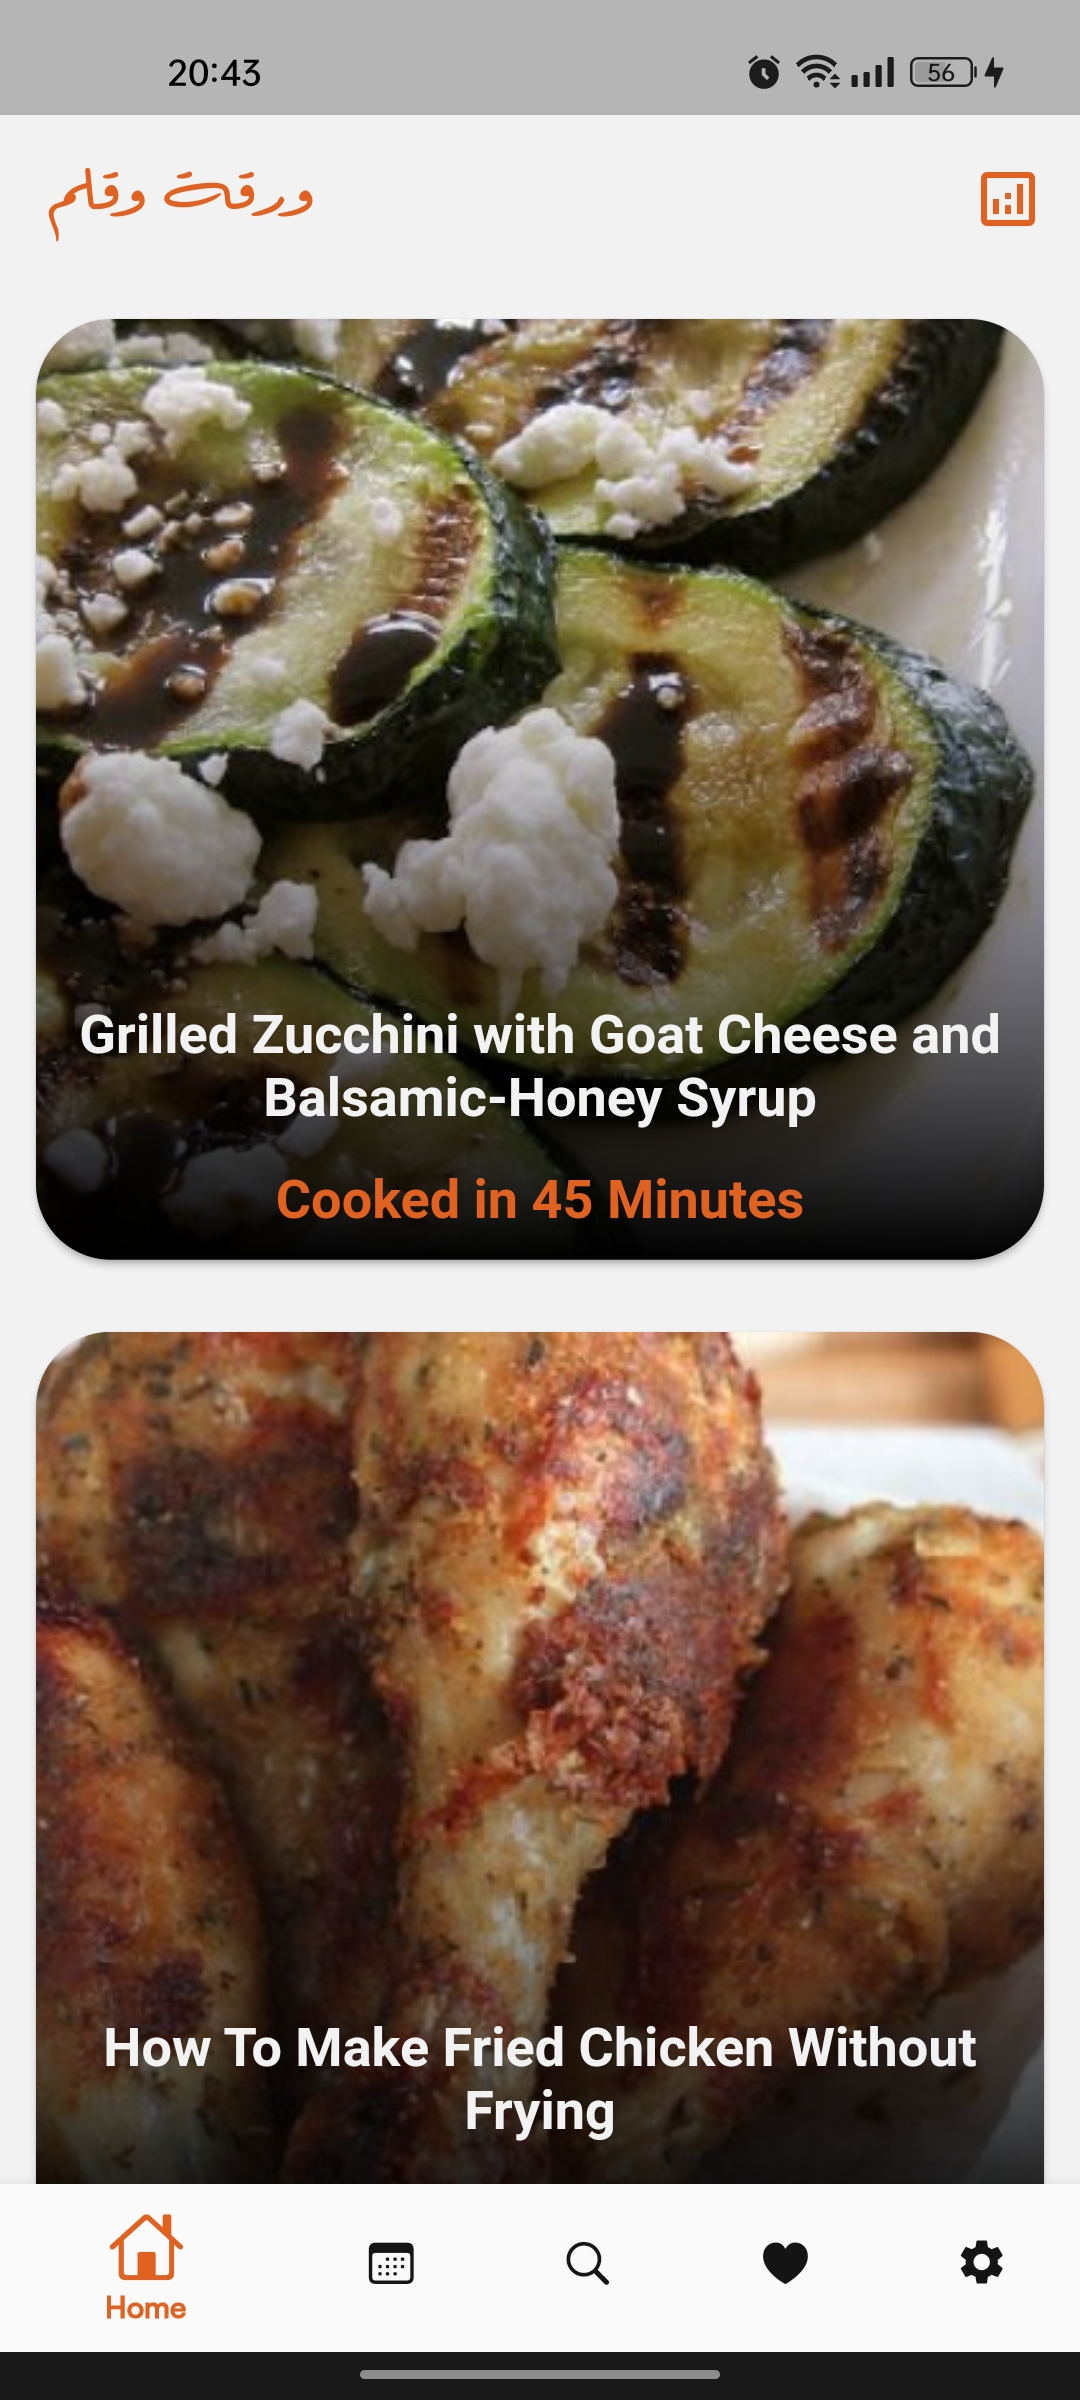 20:43
56
ورقة وقلم
Grilled Zucchini with Goat Cheese and
Balsamic-Honey Syrup
Cooked in 45 Minutes
How To Make Fried Chicken Without
Frying
Home